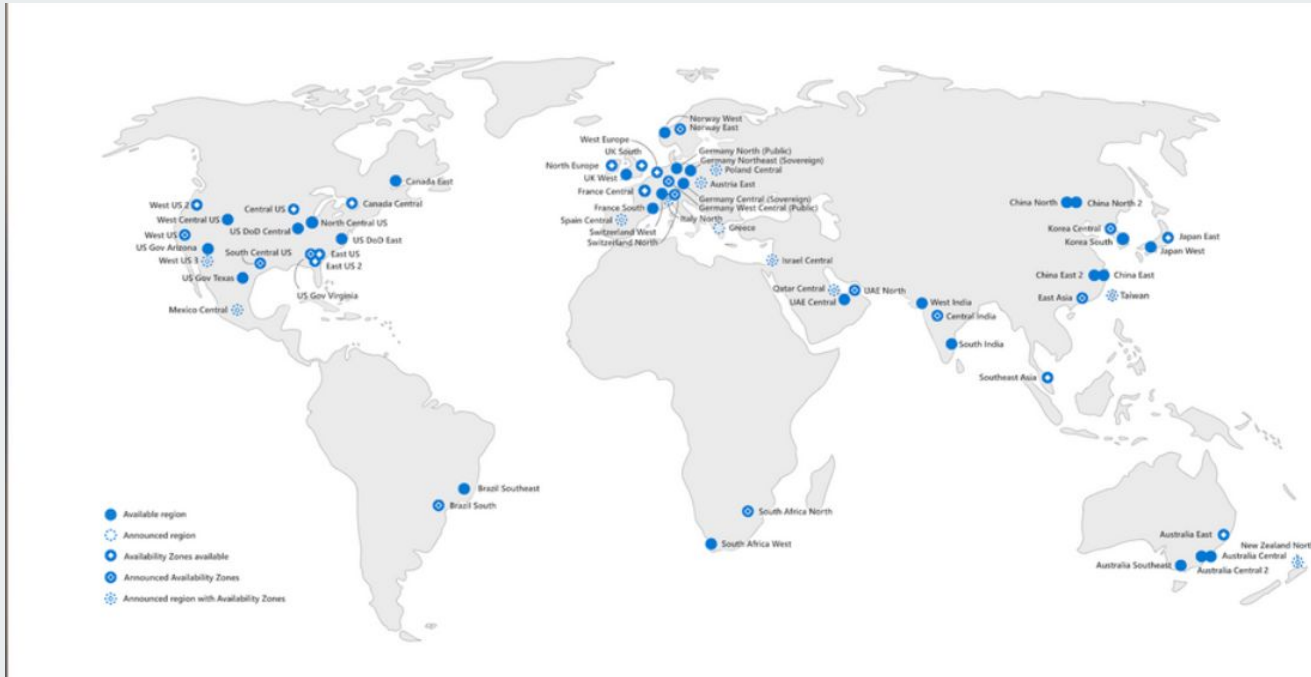 Norway West
Norway East
West Europe
UK South
Germany North (Public)
Germany Northeast (Sovereign)
North Europe
Poland Central
UK West
Austria East
France Central
Germany Central (Sovereign)
Germany West Central (Public)
France South
Italy North
Spain Central
Greece
Switzerland West
Switzerland North
Canada East
West US 2
Central US
Canada Central
West Central US
North Central US
US DoD Central
West US
US DoD East
US Gov Arizona
South Central US
East US
West US 3
East US 2
US Gov Texas
US Gov Virginia
Mexico Central
Israel Central
Qatar Central
UAE North
UAE Central
West India
Central India
South India
China North
China North 2
Korea Central
Japan East
Korea South
Japan West
China East 2
China East
East Asia
Taiwan
Southeast Asia
Brazil Southeast
Brazil South
South Africa North
South Africa West
Australia East
New Zealand Nort
Australia Central
Australia Southeast
Australia Central 2
Available region
Announced region
Availability Zones available
Announced Availability Zones
Announced region with Availability Zones